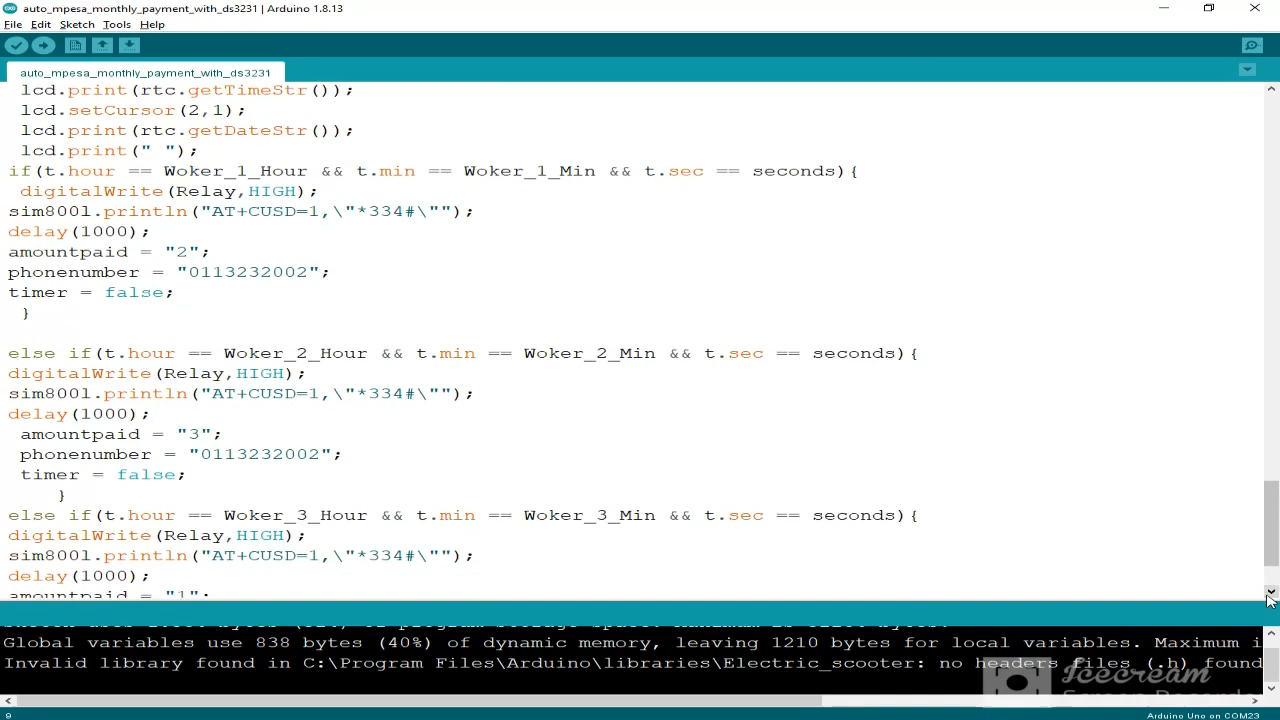 auto_mpesa_monthly_payment_with_ds3231 | Arduino 1.8.13
File Edit Sketch Tools Help
auto_mpesa_monthly_payment_with_ds3231
lcd.print(rtc.getTimeStr());
lcd.setCursor(2,1);
lcd.print(rtc.getDateStr());
lcd.print(" ");
if(t.hour == Woker_1_Hour && t.min == Woker_1_Min && t.sec == seconds){
digitalWrite(Relay,HIGH);
sim800l.println("AT+CUSD=1,\"*334#\"");
delay(1000);
amountpaid = "2";
phonenumber = "0113232002";
timer = false;
}
else if(t.hour == Woker_2_Hour && t.min == Woker_2_Min && t.sec == seconds){
digitalWrite(Relay,HIGH);
sim800l.println("AT+CUSD=1,\"*334#\"");
delay(1000);
amountpaid = "3";
phonenumber = "0113232002";
timer = false;
}
else if(t.hour == Woker_3_Hour && t.min == Woker_3_Min && t.sec == seconds){
digitalWrite(Relay,HIGH);
sim800l.println("AT+CUSD=1,\"*334#\"");
delay(1000);
amountpaid = "1";
Global variables use 838 bytes (40%) of dynamic memory, leaving 1210 bytes for local variables. Maximum i
Invalid library found in C:\Program Files\Arduino\libraries\Electric_scooter: no headers files (.h) found
Icecream
9
Arduino Uno on COM23